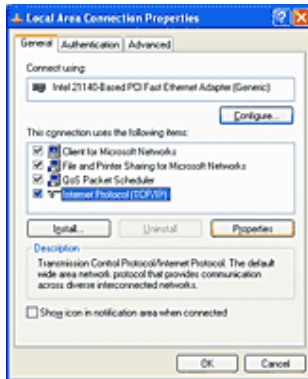 Local Area Connection Properties
General Authentication Advanced
Connect using:
Intel 21140-Based PCI Fast Ethernet Adapter (Generic)
Configure...
This connection uses the following items:
Client for Microsoft Networks
File and Printer Sharing for Microsoft Networks
QoS Packet Scheduler
Internet Protocol (TCP/IP)
Install... Uninstall Properties
Description
Transmission Control Protocol/Internet Protocol. The default
wide area network protocol that provides communication
across diverse interconnected networks.
Show icon in notification area when connected
OK Cancel